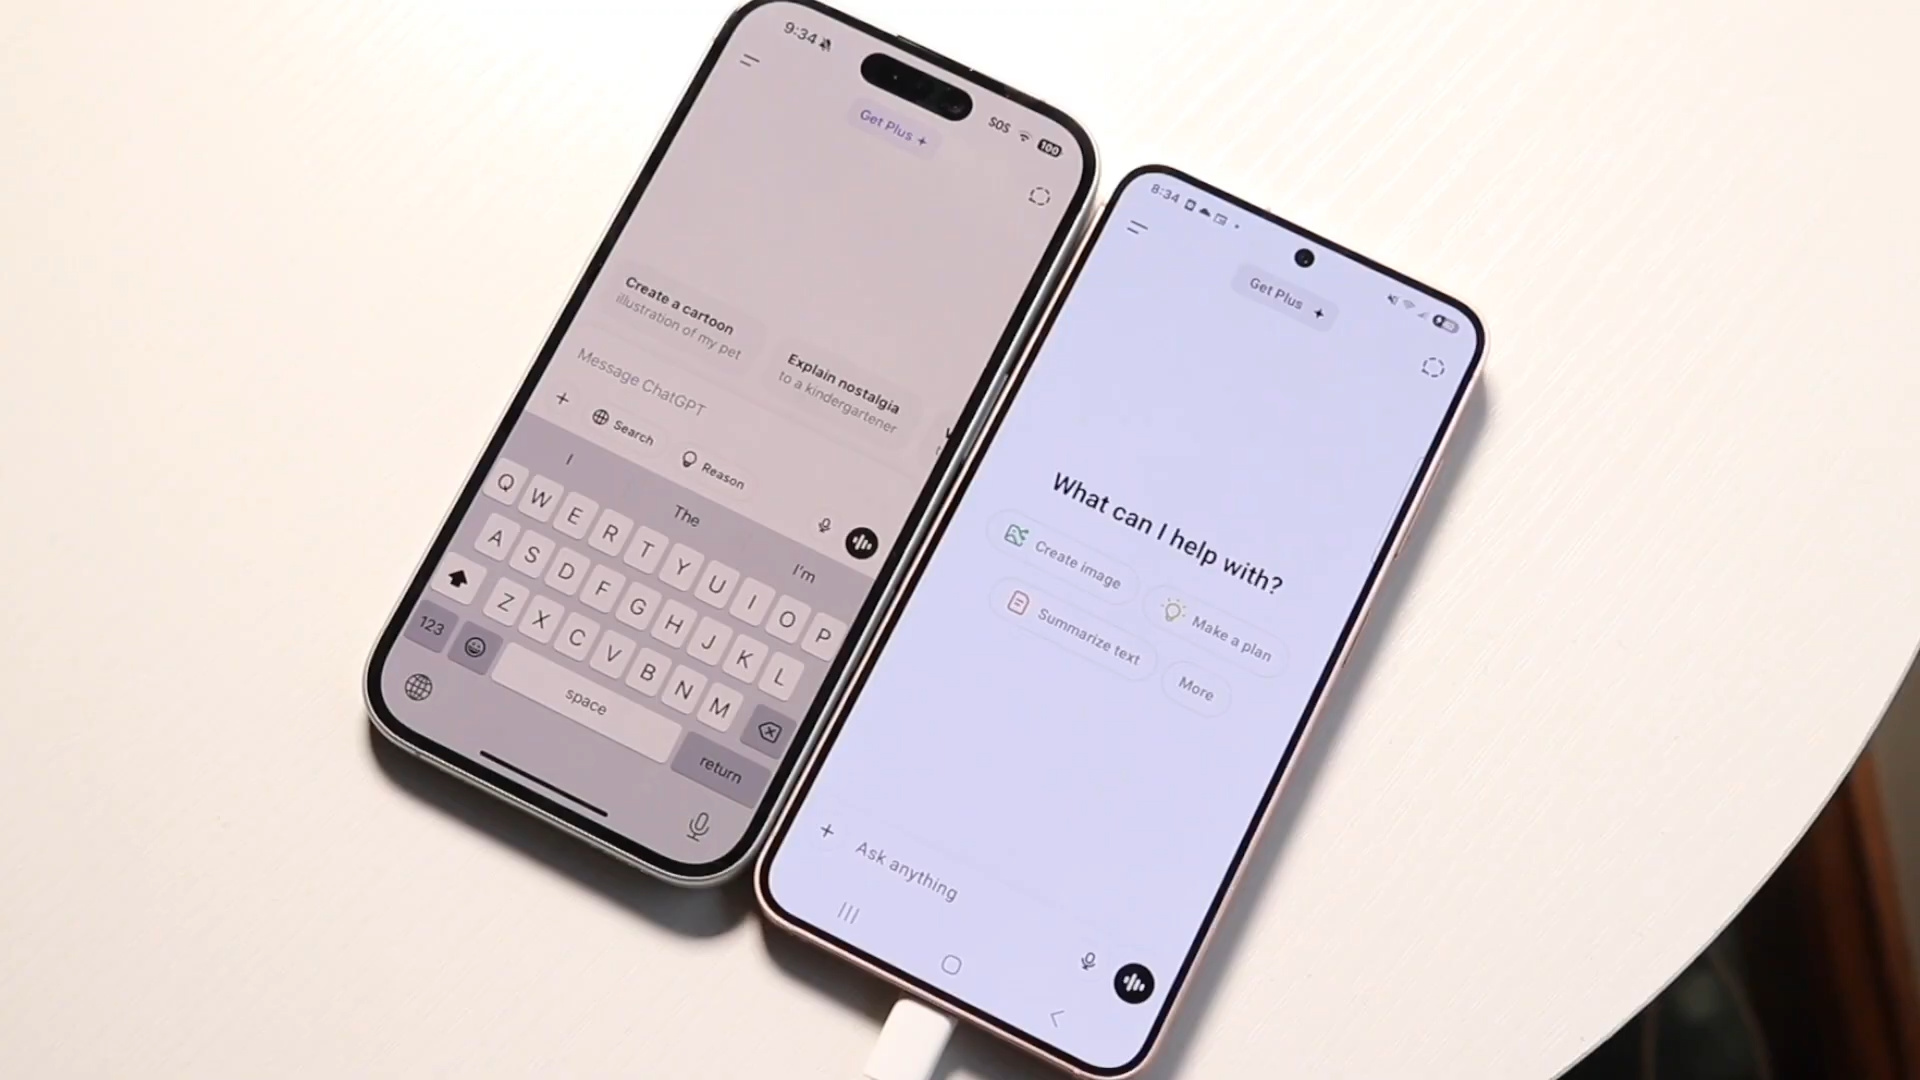 9:34
SOS
100
Get Plus +
Create a cartoon
illustration of my pet
Explain nostalgia
to a kindergartener
Message ChatGPT
+
Search
Reason
I
The
I'm
Q W E R T Y U I O P
A S D F G H J K L
Z X C V B N M
123
space
return
8:34
Get Plus +
What can I help with?
Create image
Make a plan
Summarize text
More
+
Ask anything